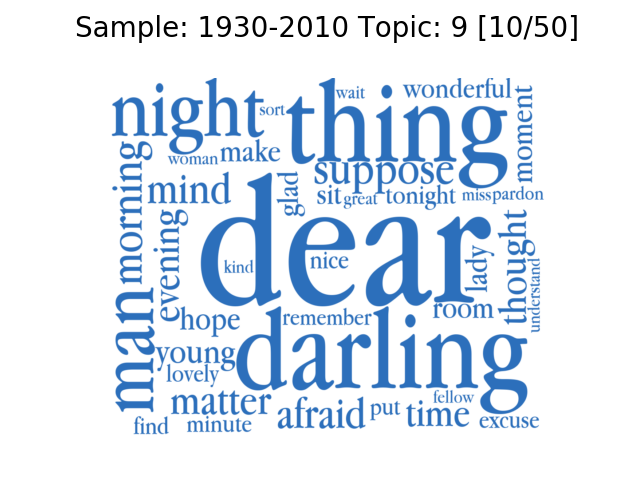 Sample: 1930-2010 Topic: 9 [10/50]
night
sort
thing
wait
wonderful
moment
woman
make
suppose
morning
mind
glad
sit
great
tonight
miss
pardon
dear
evening
kind
nice
lady
thought
understand
man
hope
remember
room
young
darling
lovely
matter
afraid
put
time
fellow
excuse
find
minute